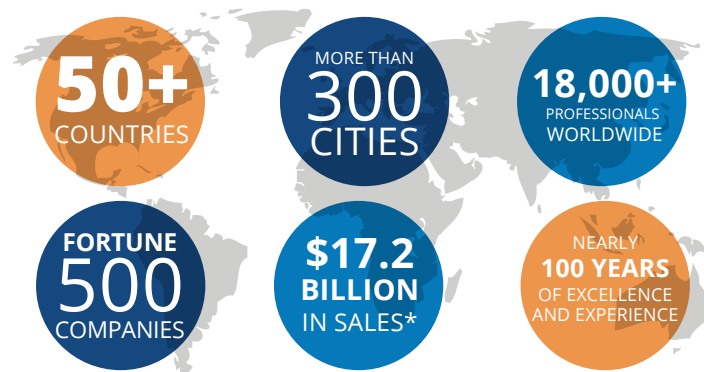 50+
COUNTRIES
MORE THAN
300
CITIES
18,000+
PROFESSIONALS
WORLDWIDE
FORTUNE
500
COMPANIES
$17.2
BILLION
IN SALES*
NEARLY
100 YEARS
OF EXCELLENCE
AND EXPERIENCE